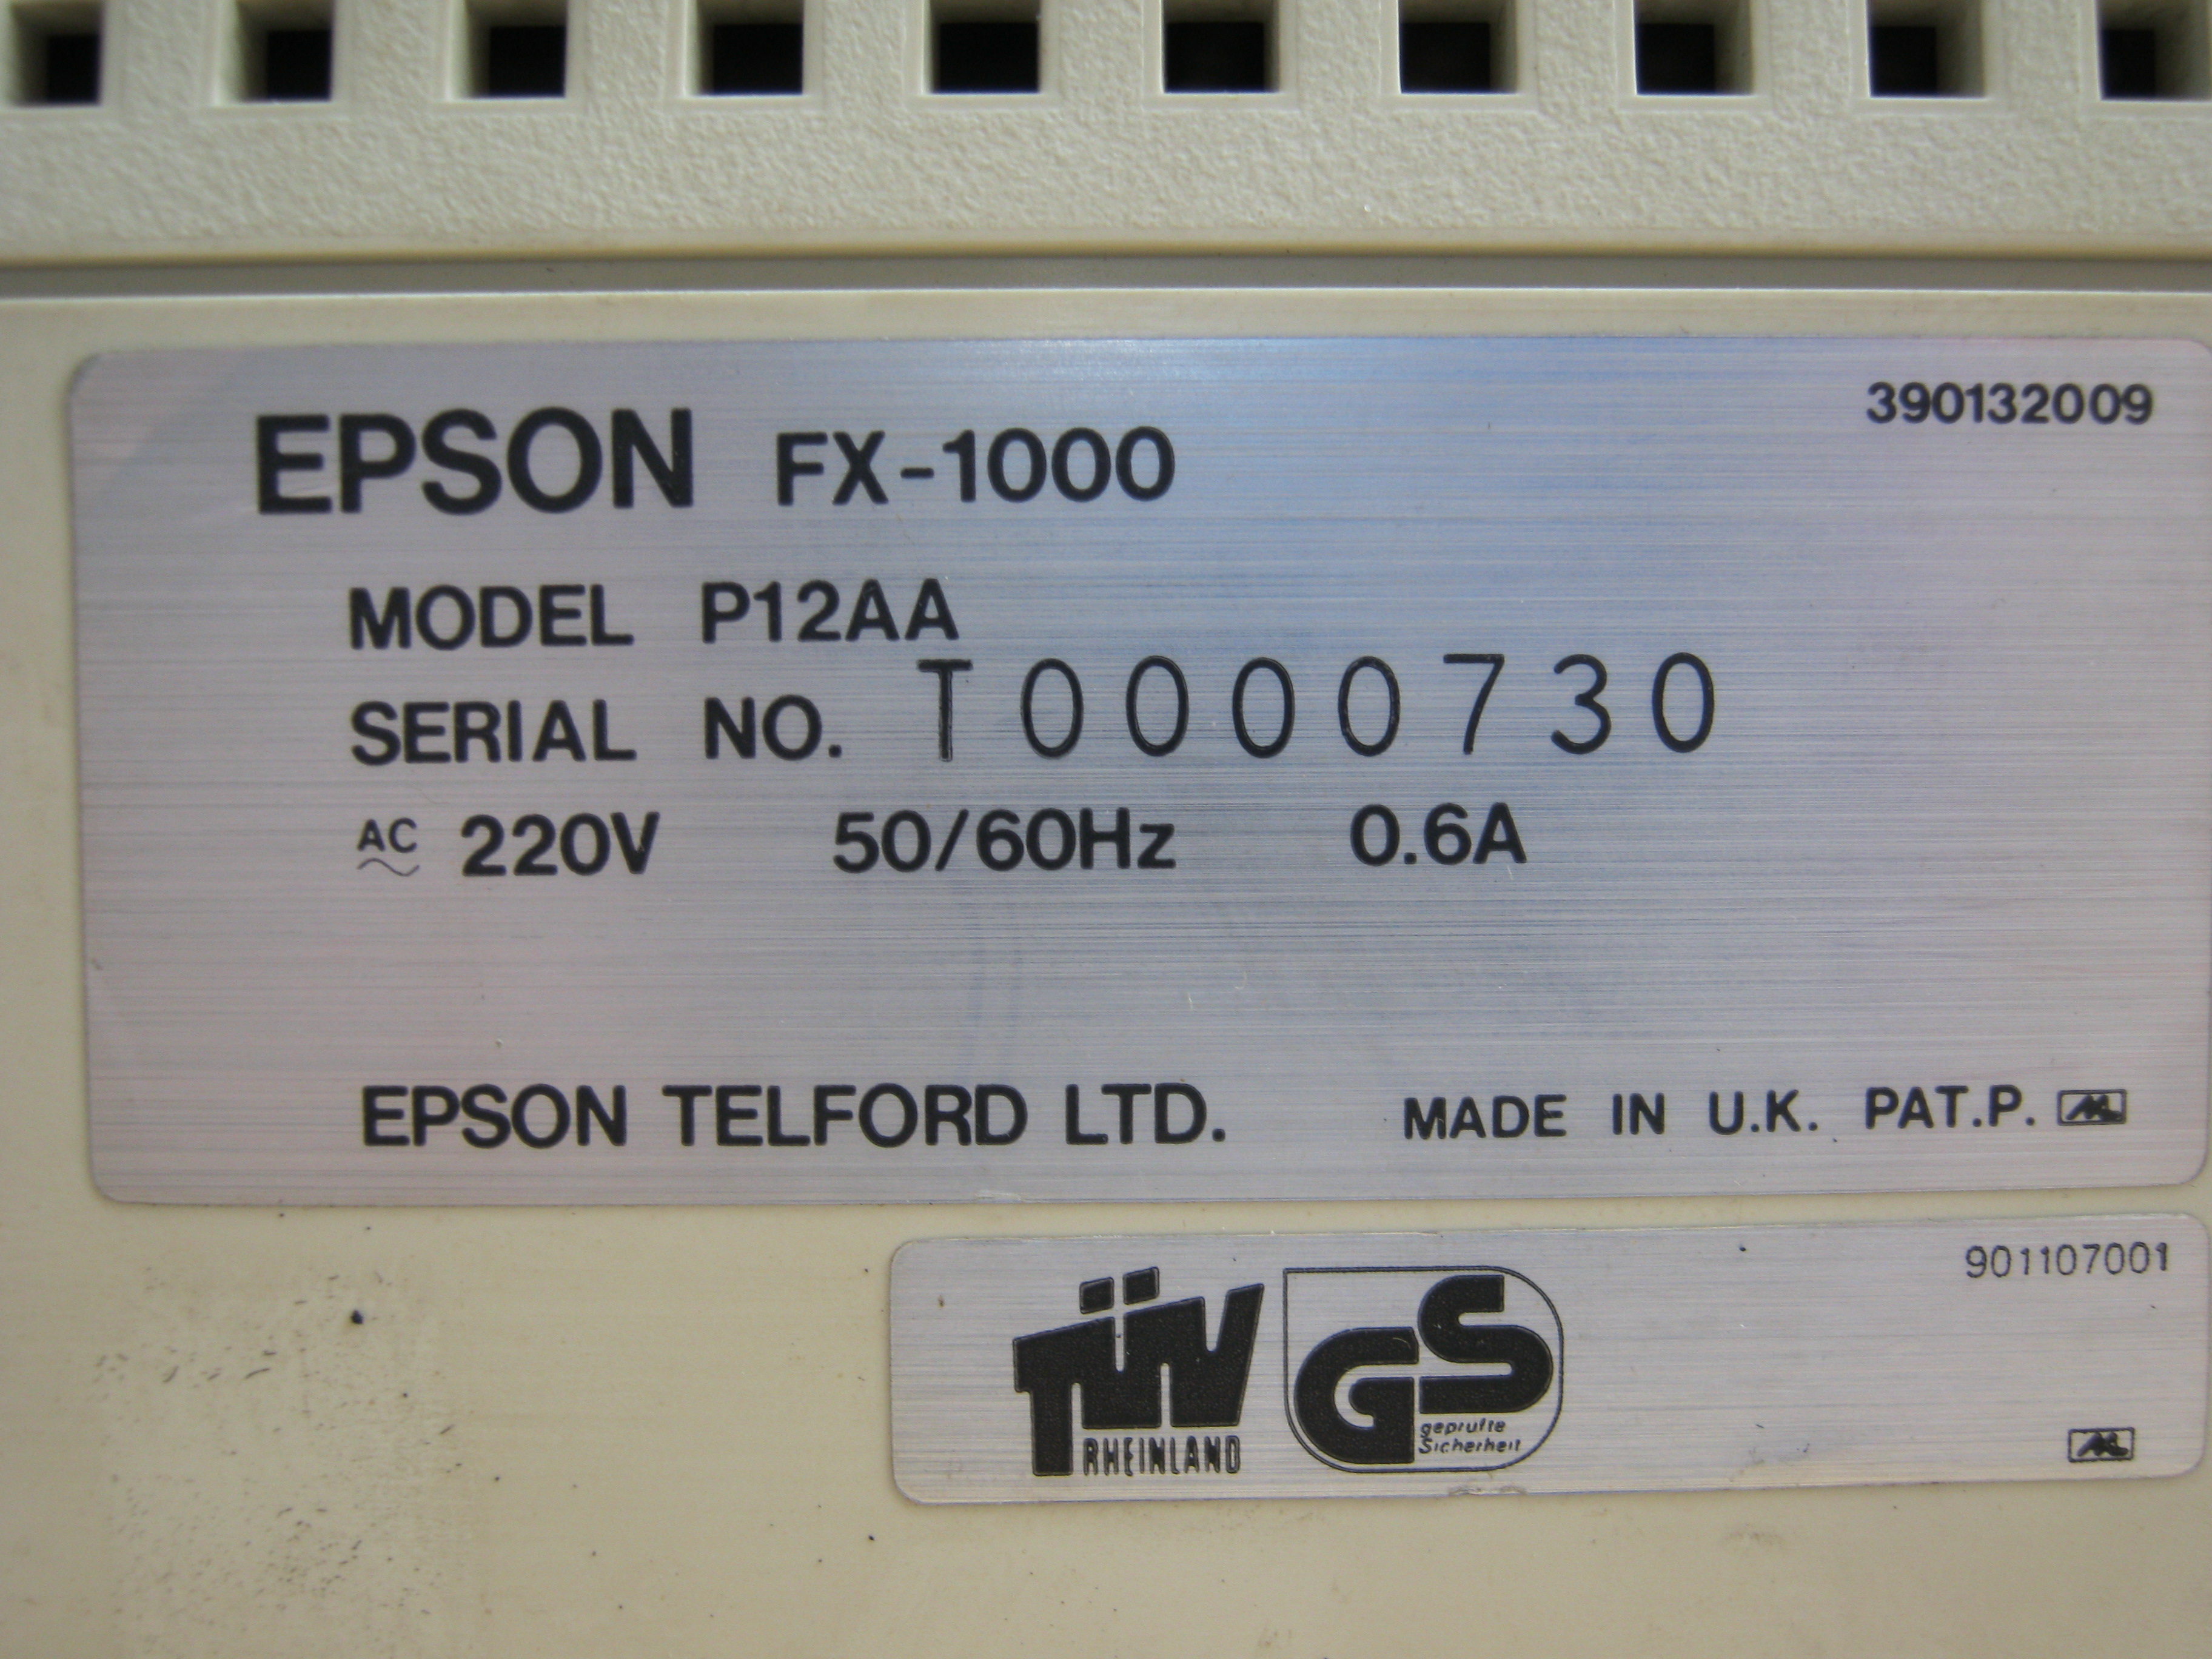 390132009
EPSON FX-1000
MODEL P12AA
SERIAL NO. T0000730
AC 220V 50/60Hz 0.6A
EPSON TELFORD LTD. MADE IN U.K. PAT.P.
901107001
TÜV GS
geprüfte
Sicherheit
RHEINLAND